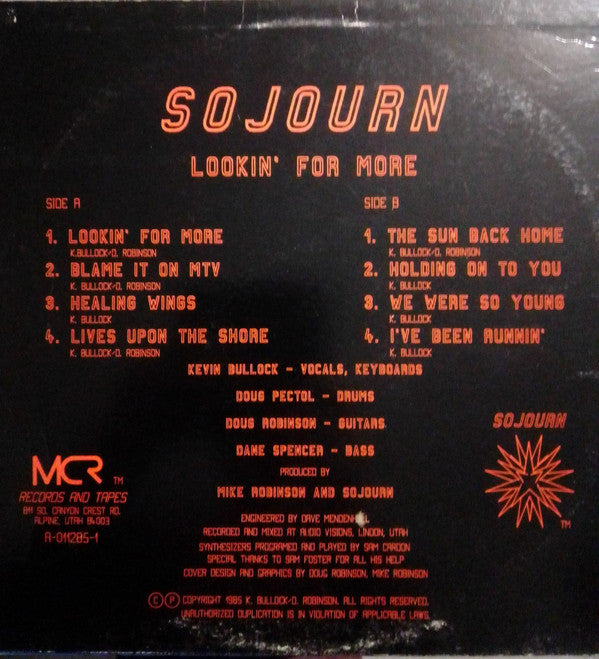 SOJOURN
LOOKIN' FOR MORE
SIDE A
1. LOOKIN' FOR MORE
K. BULLOCK/D. ROBINSON
2. BLAME IT ON MTV
K. BULLOCK/D. ROBINSON
3. HEALING WINGS
K. BULLOCK
4. LIVES UPON THE SHORE
K. BULLOCK/D. ROBINSON
SIDE B
1. THE SUN BACK HOME
K. BULLOCK/D. ROBINSON
2. HOLDING ON TO YOU
K. BULLOCK
3. WE WERE SO YOUNG
K. BULLOCK
4. I'VE BEEN RUNNIN'
K. BULLOCK
KEVIN BULLOCK - VOCALS, KEYBOARDS
DOUG PECTOL - DRUMS
DOUG ROBINSON - GUITARS
DANE SPENCER - BASS
PRODUCED BY
MIKE ROBINSON AND SOJOURN
MCR TM
RECORDS AND TAPES
811 SO. CANYON CREST RD.
ALPINE, UTAH 84003
A-011285-1
SOJOURN
TM
ENGINEERED BY DAVE
RECORDED AND MIXED AT AUDIO VISIONS, LINDON, UTAH
SYNTHESIZERS PROGRAMED AND PLAYED BY SAM CARDON
SPECIAL THANKS TO SAM FOSTER FOR ALL HIS HELP
COVER DESIGN AND GRAPHICS BY DOUG ROBINSON, MIKE ROBINSON
© ℗ COPYRIGHT 1985 K. BULLOCK/D. ROBINSON. ALL RIGHTS RESERVED.
UNAUTHORIZED DUPLICATION IS IN VIOLATION OF APPLICABLE LAWS.